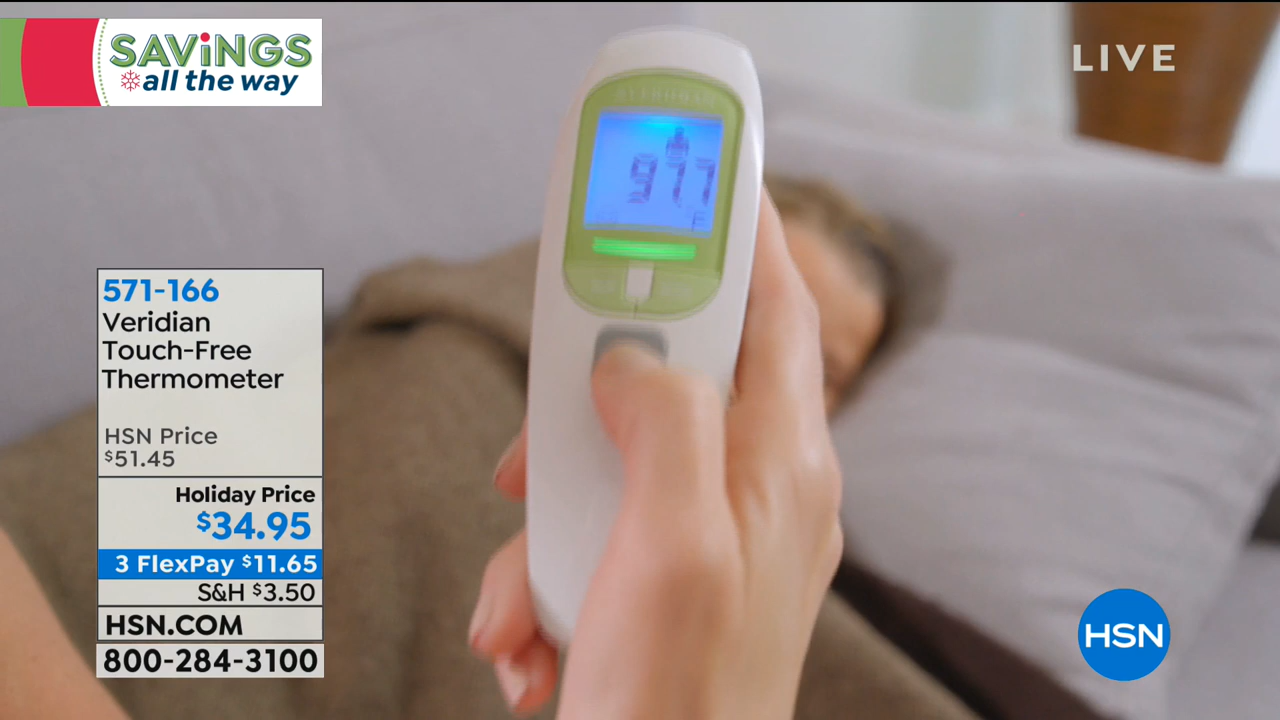 SAVINGS
all the way
LIVE
VERIDIAN
97.7
F
571-166
Veridian
Touch-Free
Thermometer
HSN Price
$51.45
Holiday Price
$34.95
3 FlexPay $11.65
S&H $3.50
HSN.COM
800-284-3100
HSN